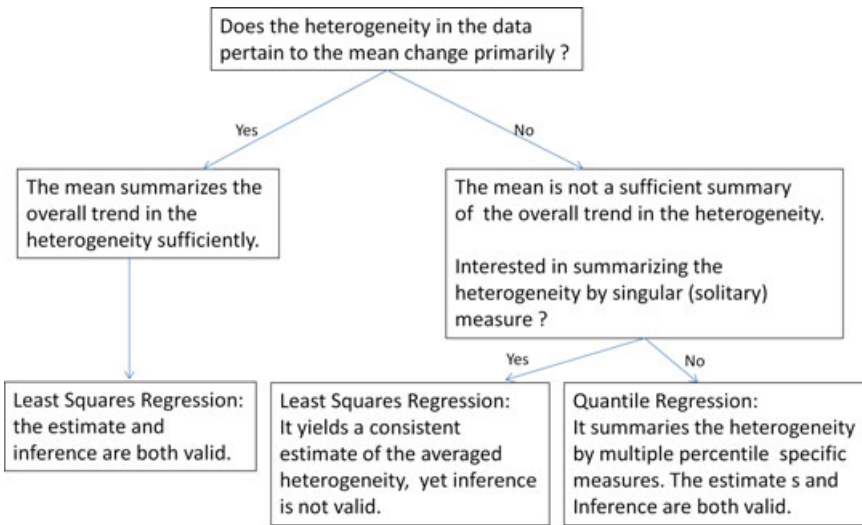 Does the heterogeneity in the data
pertain to the mean change primarily ?
Yes
No
The mean summarizes the
overall trend in the
heterogeneity sufficiently.
The mean is not a sufficient summary
of the overall trend in the heterogeneity.
Interested in summarizing the
heterogeneity by singular (solitary)
measure ?
Yes
No
Least Squares Regression:
the estimate and
inference are both valid.
Least Squares Regression:
It yields a consistent
estimate of the averaged
heterogeneity, yet inference
is not valid.
Quantile Regression:
It summaries the heterogeneity
by multiple percentile specific
measures. The estimate s and
Inference are both valid.